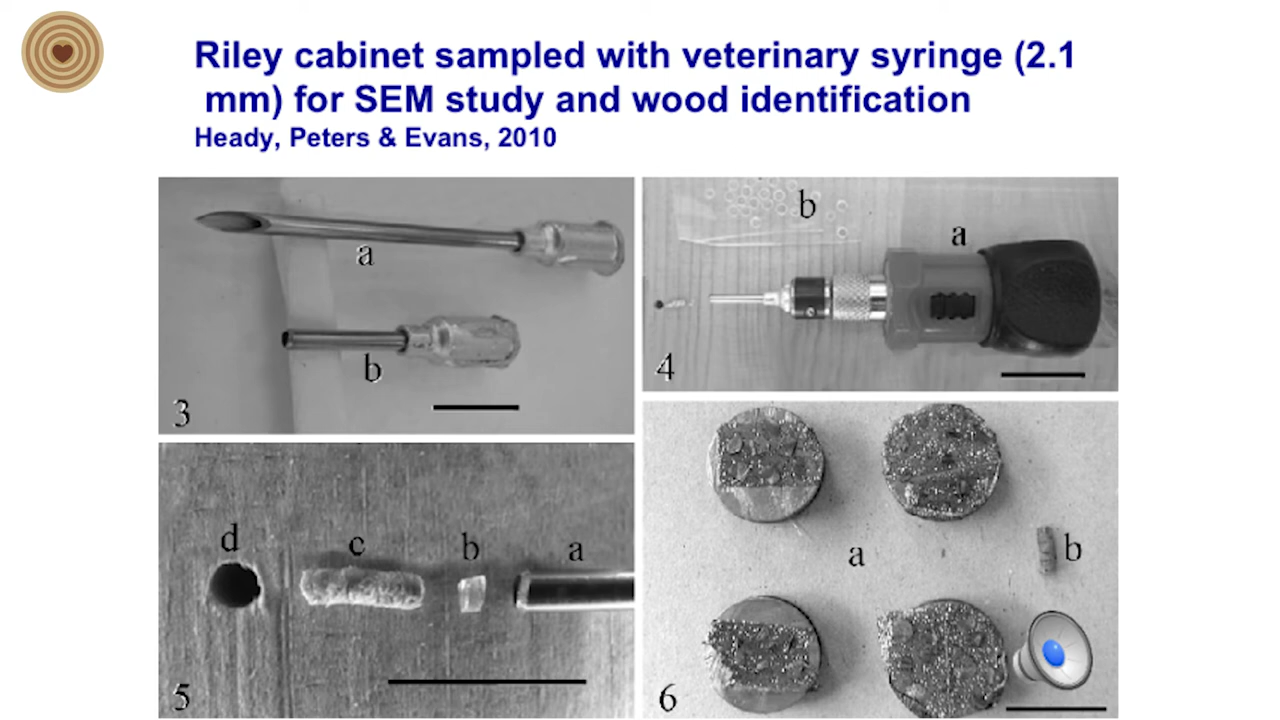 Riley cabinet sampled with veterinary syringe (2.1
mm) for SEM study and wood identification
Heady, Peters & Evans, 2010
a
b
3
b
a
4
d
c
b
a
5
a
b
6